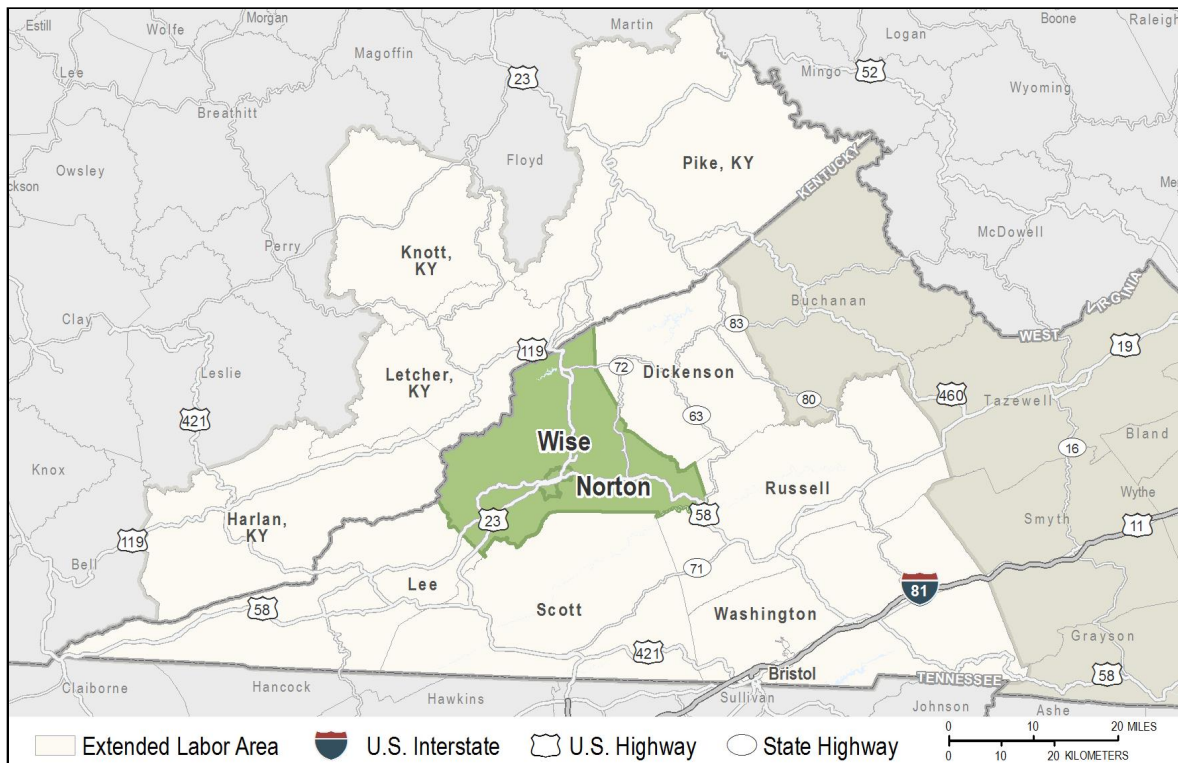 Estill
Wolfe
Morgan
Martin
Boone
Raleigh
Magoffin
Logan
Lee
23
Mingo
52
Wyoming
Breathitt
Floyd
Pike, KY
KENTUCKY
Owsley
ckson
Perry
Knott,
KY
McDowell
Clay
Buchanan
WEST
VIRGINIA
83
119
19
Leslie
Letcher,
KY
72
Dickenson
80
460
Tazewell
421
63
Wise
16
Bland
Knox
Norton
Russell
Wythe
Harlan,
KY
23
58
Smyth
11
119
Bell
71
Lee
81
58
Scott
Washington
Grayson
421
Bristol
58
TENNESSEE
Claiborne
Hancock
Hawkins
Sullivan
Johnson
Ashe
Extended Labor Area
U.S. Interstate
U.S. Highway
State Highway
0 10 20 MILES
0 10 20 KILOMETERS